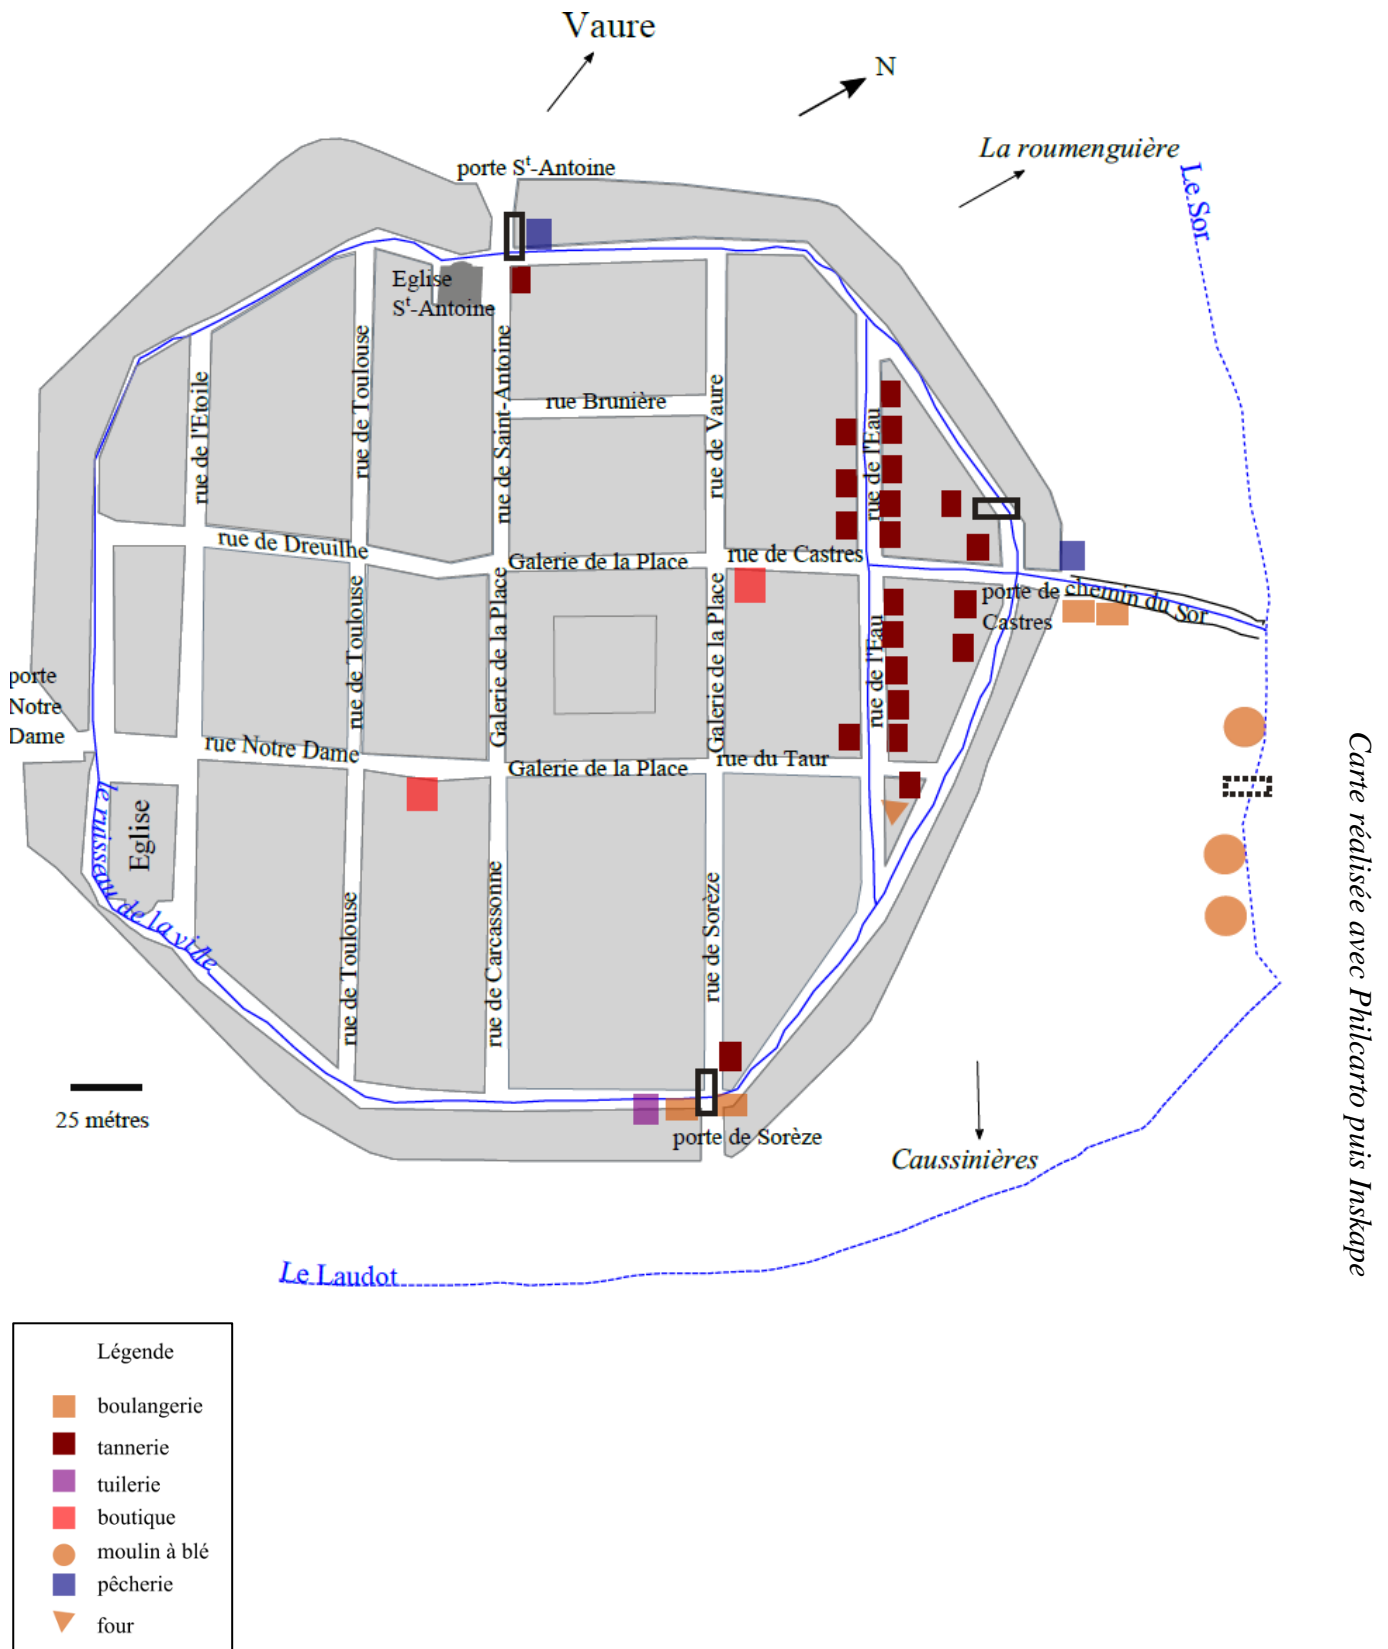 Vaure
N
La roumenguière
porte St-Antoine
Le Sor
Eglise
St-Antoine
rue de l'Etoile
rue de Toulouse
rue de Saint-Antoine
rue Brunière
rue de Vaure
rue de l'Eau
rue de Dreuilhe
Galerie de la Place
rue de Castres
porte de
Castres
chemin du Sor
rue de Toulouse
Galerie de la Place
Galerie de la Place
rue de l'Eau
porte
Notre
Dame
rue Notre Dame
Galerie de la Place
rue du Taur
Eglise
le ruisseau de la ville
rue de Toulouse
rue de Carcassonne
rue de Sorèze
25 métres
porte de Sorèze
Caussinières
Le Laudot
Carte réalisée avec Philcarto puis Inskape
Légende
boulangerie
tannerie
tuilerie
boutique
moulin à blé
pêcherie
four